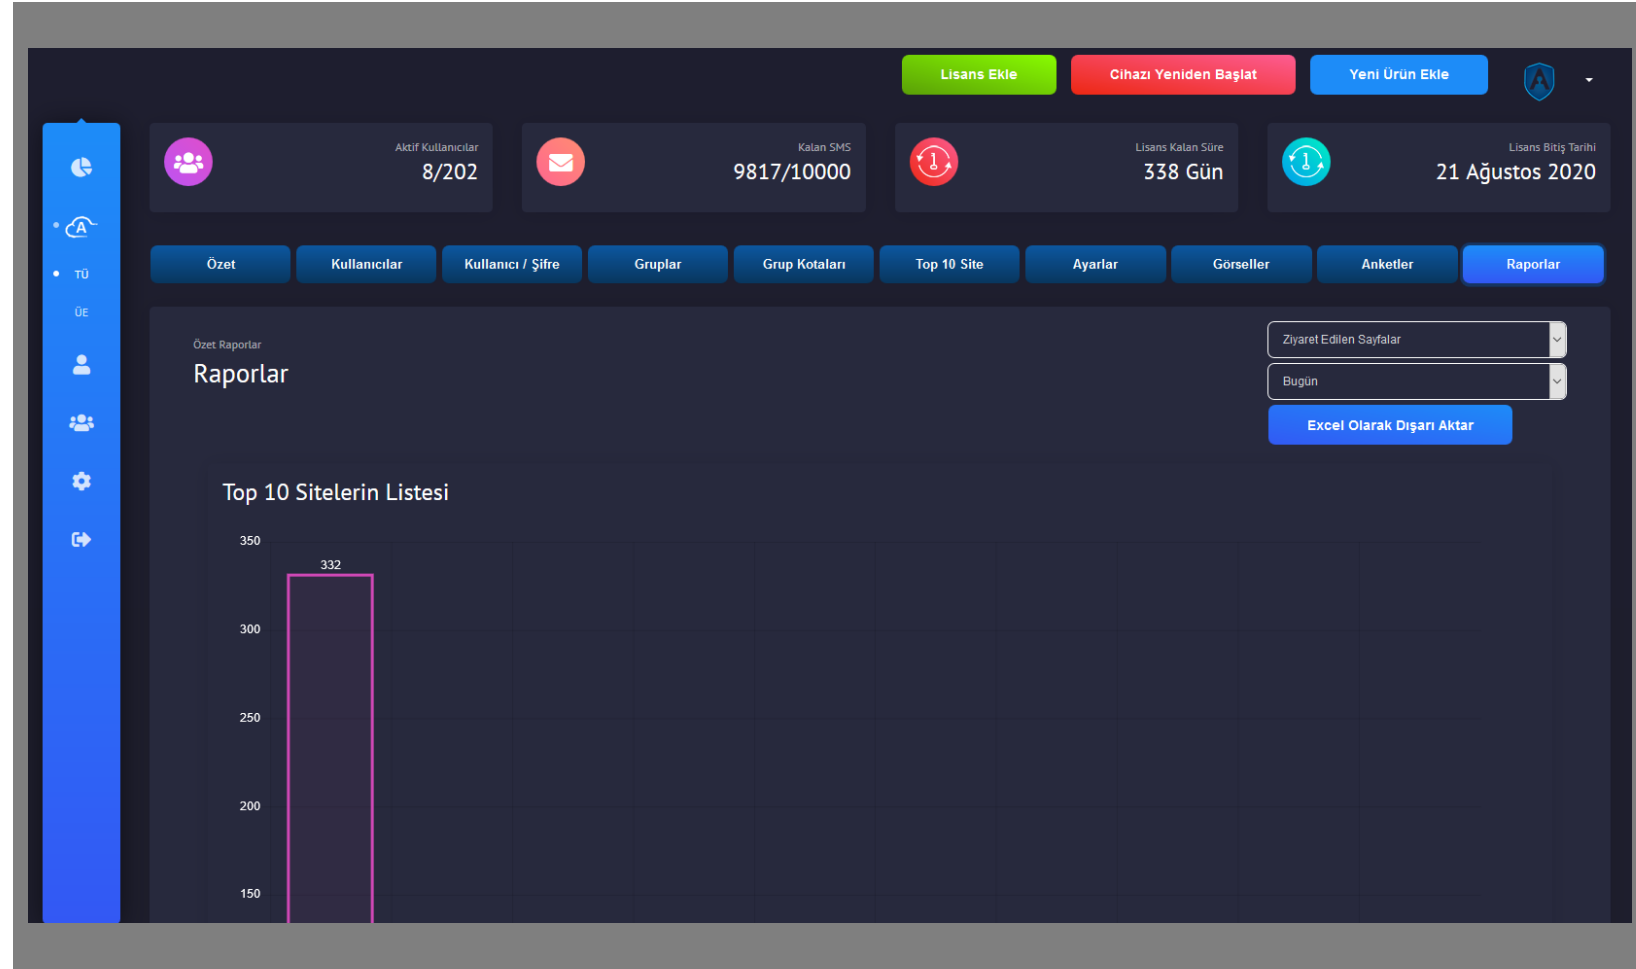 Lisans Ekle
Cihazı Yeniden Başlat
Yeni Ürün Ekle
Aktif Kullanıcılar
8/202
Kalan SMS
9817/10000
Lisans Kalan Süre
338 Gün
Lisans Bitiş Tarihi
21 Ağustos 2020
A
TÜ
ÜE
Özet
Kullanıcılar
Kullanıcı / Şifre
Gruplar
Grup Kotaları
Top 10 Site
Ayarlar
Görseller
Anketler
Raporlar
Özet Raporlar
Raporlar
Ziyaret Edilen Sayfalar
Bugün
Excel Olarak Dışarı Aktar
Top 10 Sitelerin Listesi
350
332
300
250
200
150